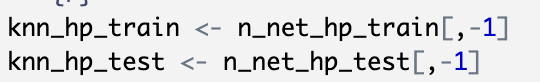 knn_hp_train <- n_net_hp_train[,-1]
knn_hp_test <- n_net_hp_test[,-1]